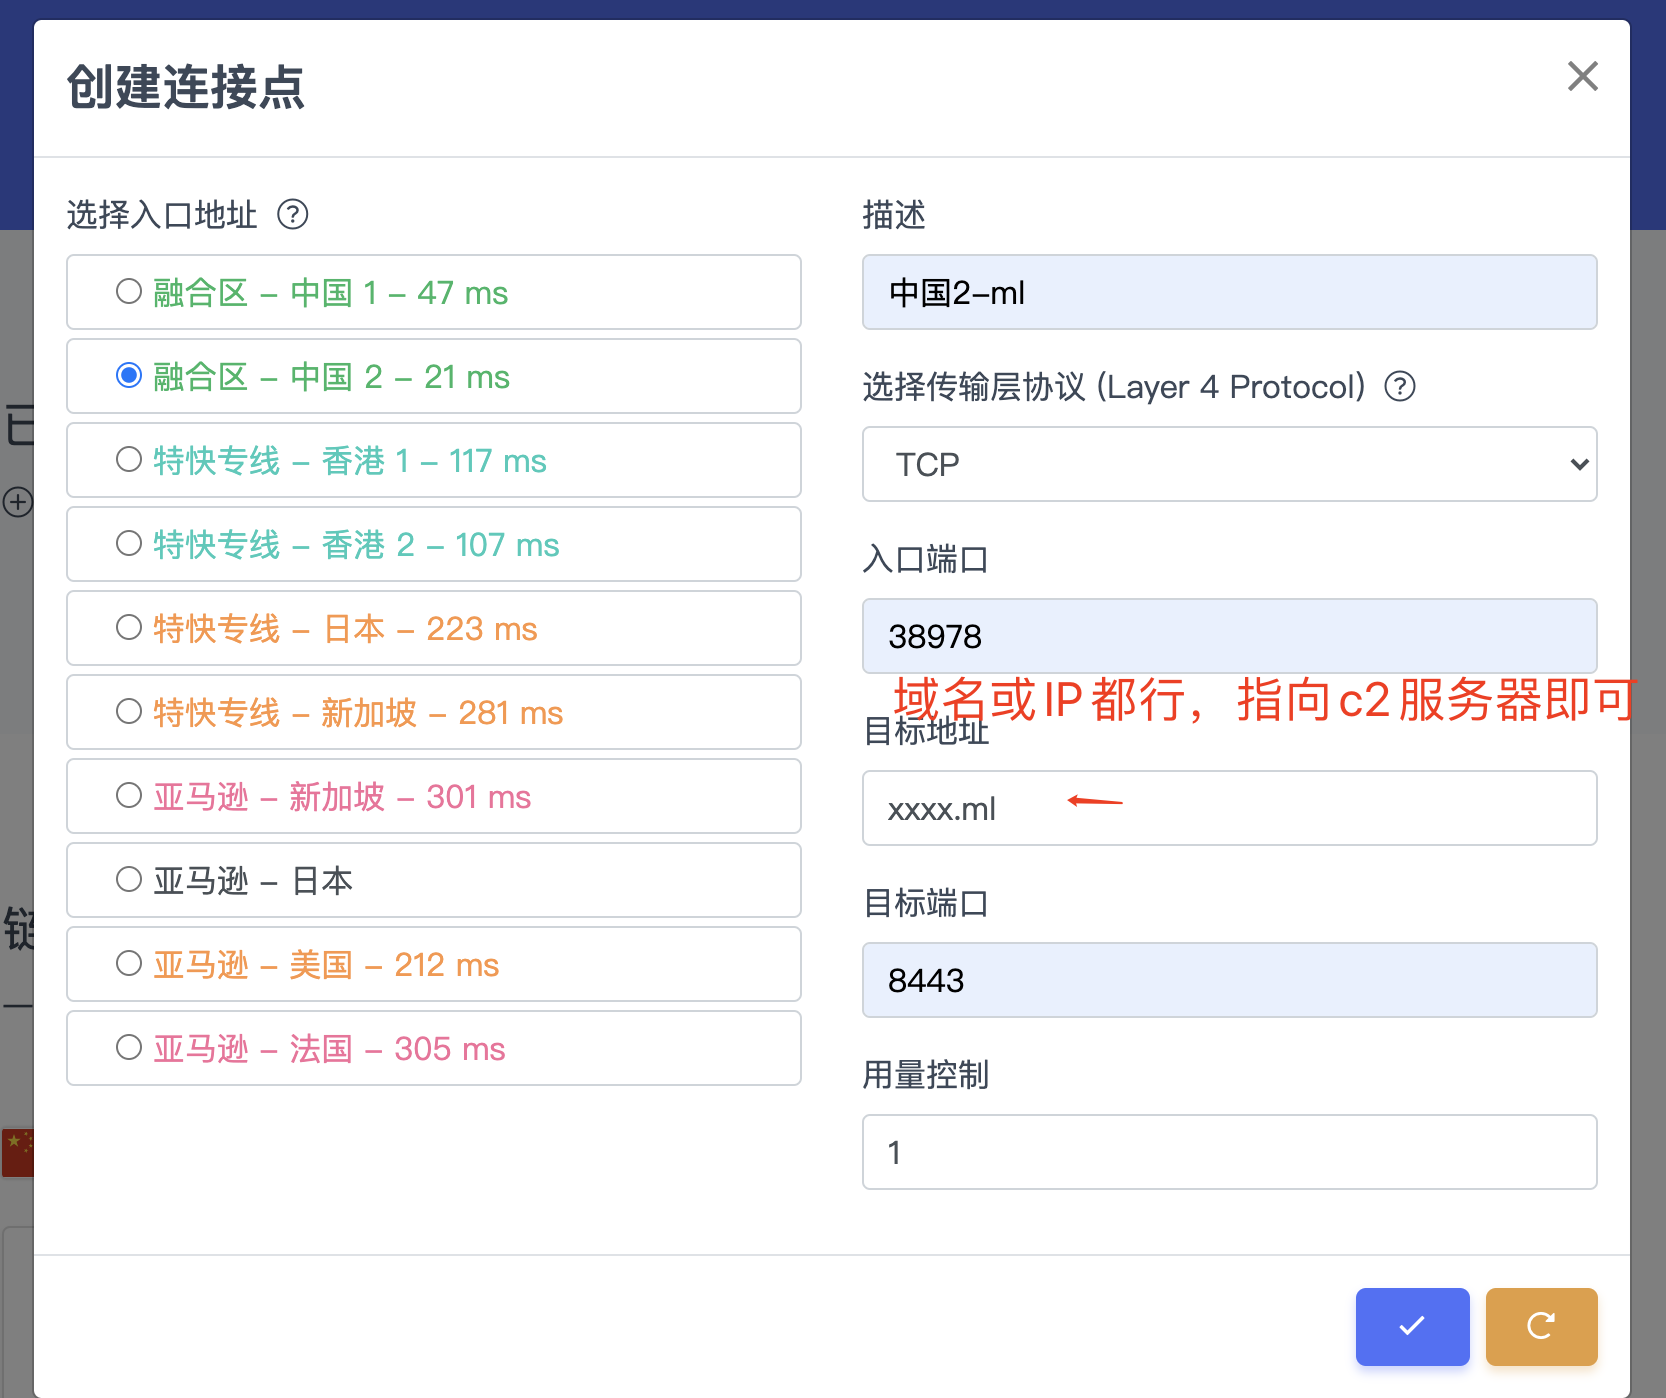 创建连接点
选择入口地址
融合区 – 中国 1 – 47 ms
融合区 – 中国 2 – 21 ms
特快专线 – 香港 1 – 117 ms
特快专线 – 香港 2 – 107 ms
特快专线 – 日本 – 223 ms
特快专线 – 新加坡 – 281 ms
亚马逊 – 新加坡 – 301 ms
亚马逊 – 日本
亚马逊 – 美国 – 212 ms
亚马逊 – 法国 – 305 ms
描述
中国2–ml
选择传输层协议 (Layer 4 Protocol)
TCP
入口端口
38978
域名或IP都行，指向c2服务器即可
目标地址
xxxx.ml
目标端口
8443
用量控制
1